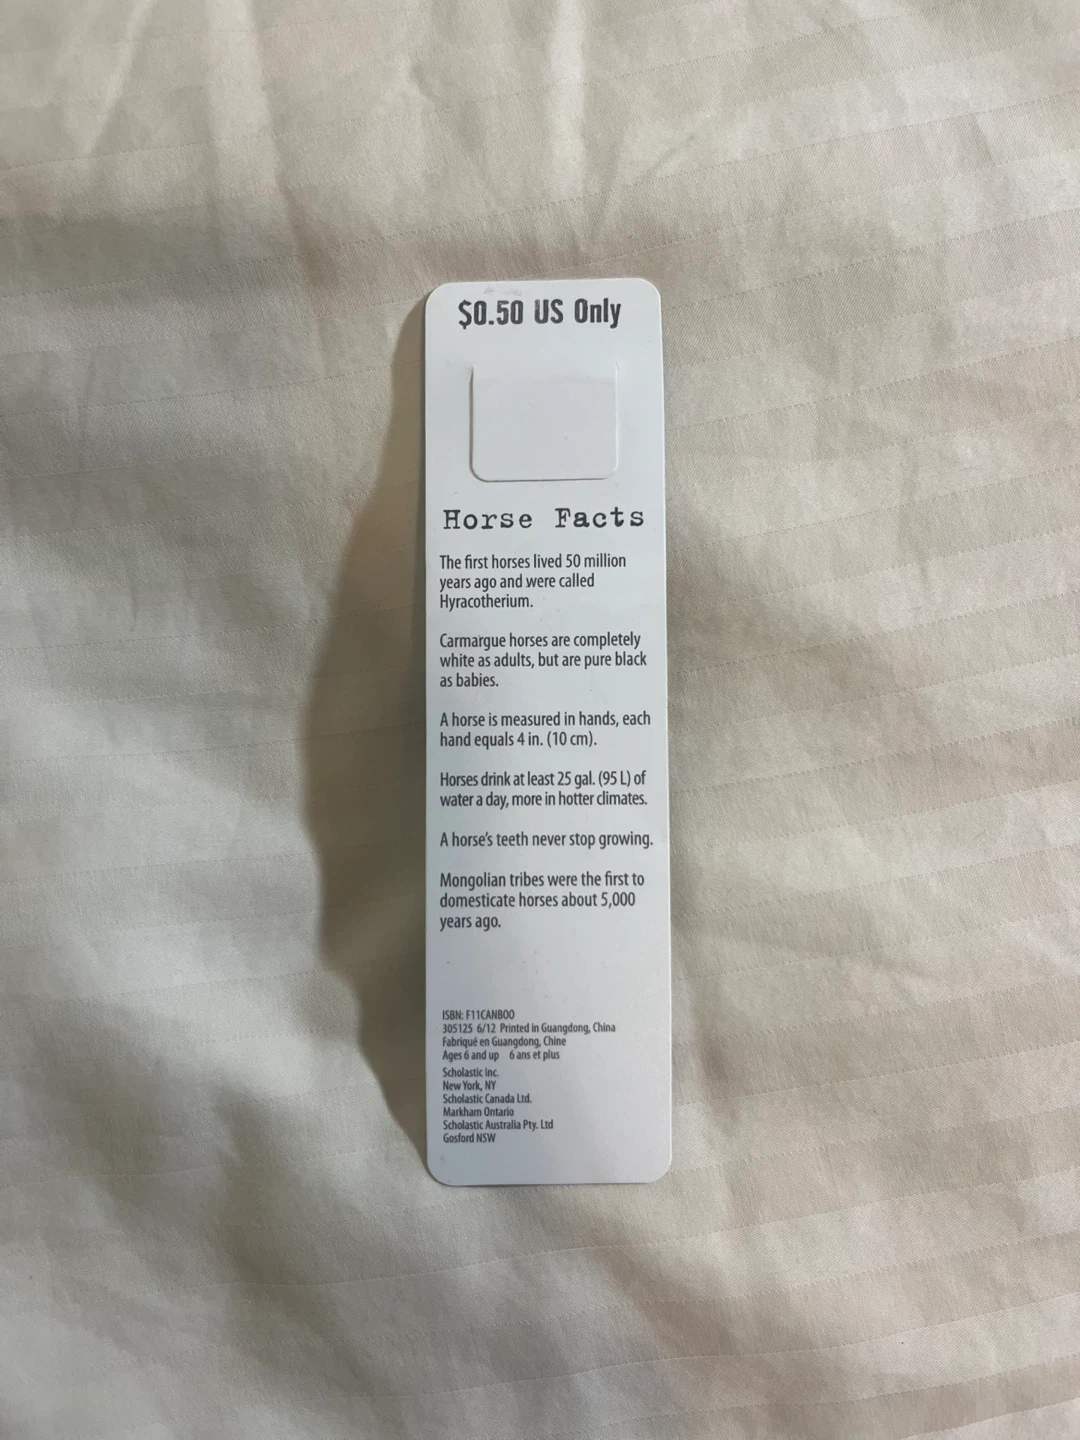 $0.50 US Only
Horse Facts
The first horses lived 50 million
years ago and were called
Hyracotherium.
Carmargue horses are completely
white as adults, but are pure black
as babies.
A horse is measured in hands, each
hand equals 4 in. (10 cm).
Horses drink at least 25 gal. (95 L) of
water a day, more in hotter climates.
A horse's teeth never stop growing.
Mongolian tribes were the first to
domesticate horses about 5,000
years ago.
ISBN: F11CANBOO
305125 6/12 Printed in Guangdong, China
Fabriqué en Guangdong, Chine
Ages 6 and up 6 ans et plus
Scholastic Inc.
New York, NY
Scholastic Canada Ltd.
Markham Ontario
Scholastic Australia Pty. Ltd
Gosford NSW